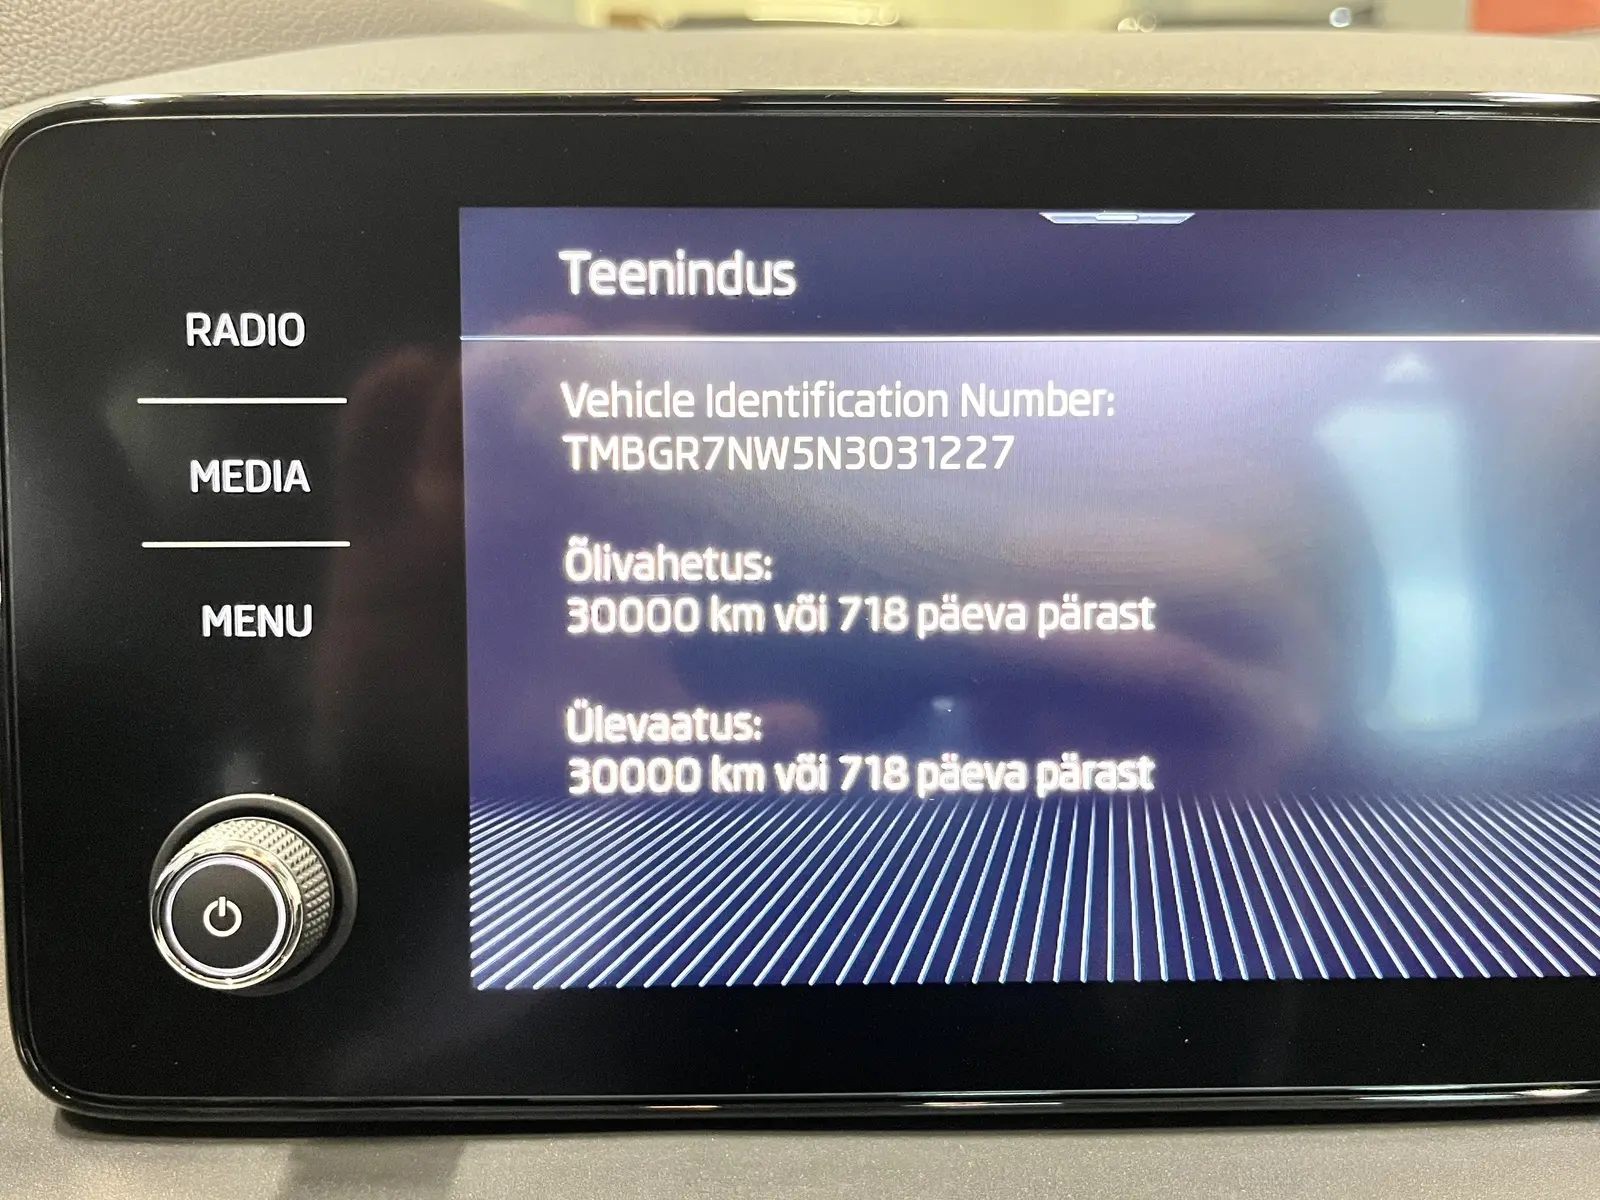 RADIO
MEDIA
MENU
Teenindus
Vehicle Identification Number:
TMBGR7NW5N3031227
Õlivahetus:
30000 km või 718 päeva pärast
Ülevaatus:
30000 km või 718 päeva pärast